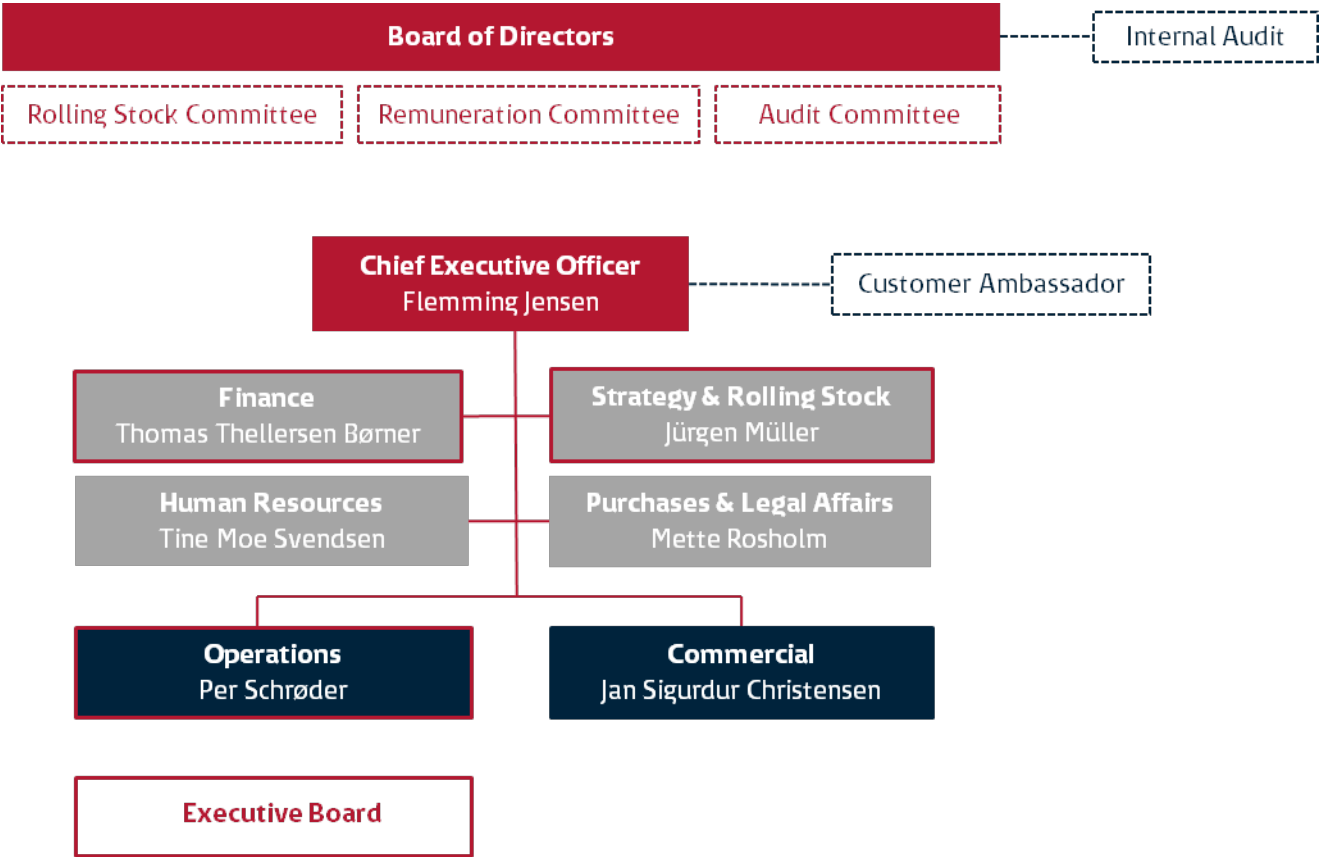 Board of Directors
Internal Audit
Rolling Stock Committee
Remuneration Committee
Audit Committee
Chief Executive Officer
Flemming Jensen
Customer Ambassador
Finance
Thomas Thellersen Børner
Strategy & Rolling Stock
Jürgen Müller
Human Resources
Tine Moe Svendsen
Purchases & Legal Affairs
Mette Rosholm
Operations
Per Schrøder
Commercial
Jan Sigurdur Christensen
Executive Board